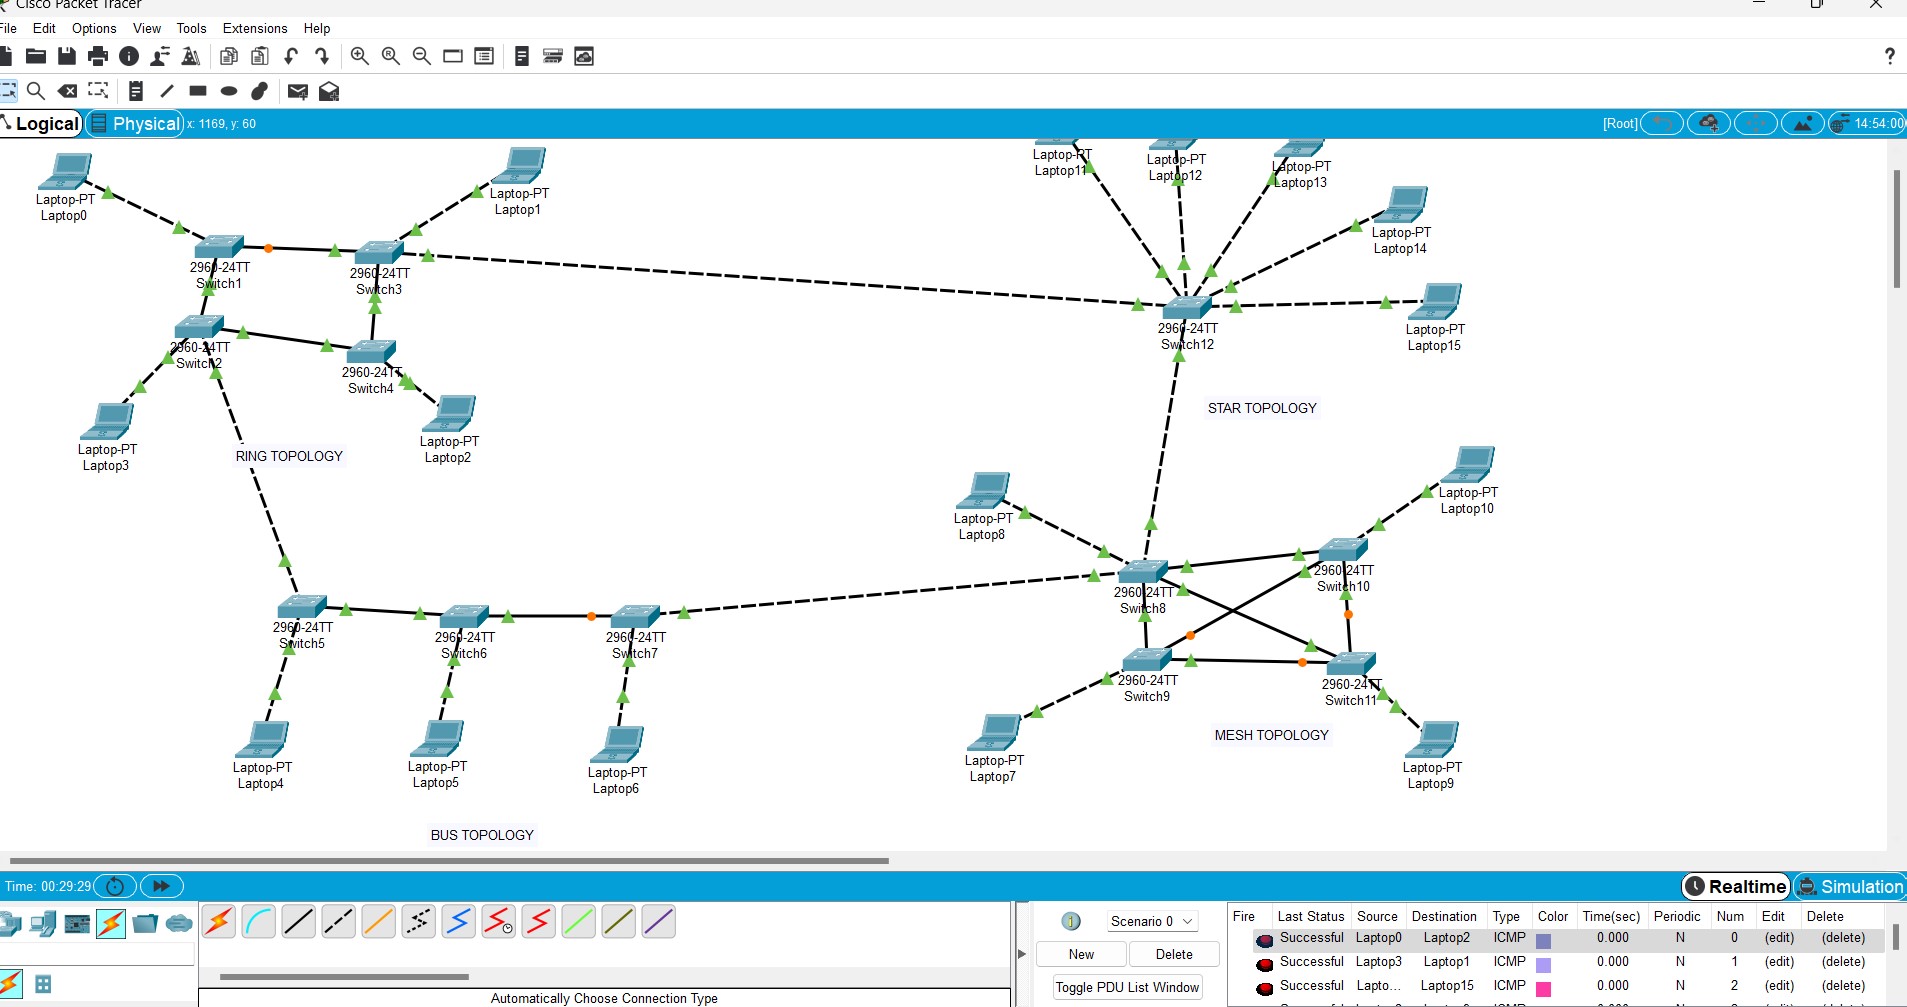 Cisco Packet Tracer
File Edit Options View Tools Extensions Help
Logical Physical x: 1169, y: 60 [Root] 14:54:00
Laptop-PT
Laptop0
Laptop-PT
Laptop1
2960-24TT
Switch1
2960-24TT
Switch3
2960-24TT
Switch2
2960-24TT
Switch4
Laptop-PT
Laptop3
Laptop-PT
Laptop2
RING TOPOLOGY
Laptop-PT
Laptop11
Laptop-PT
Laptop12
Laptop-PT
Laptop13
Laptop-PT
Laptop14
Laptop-PT
Laptop15
2960-24TT
Switch12
STAR TOPOLOGY
Laptop-PT
Laptop8
Laptop-PT
Laptop10
2960-24TT
Switch8
2960-24TT
Switch10
2960-24TT
Switch9
2960-24TT
Switch11
Laptop-PT
Laptop7
Laptop-PT
Laptop9
MESH TOPOLOGY
2960-24TT
Switch5
2960-24TT
Switch6
2960-24TT
Switch7
Laptop-PT
Laptop4
Laptop-PT
Laptop5
Laptop-PT
Laptop6
BUS TOPOLOGY
Time: 00:29:29 Realtime Simulation
Automatically Choose Connection Type
Scenario 0
New Delete
Toggle PDU List Window
Fire Last Status Source Destination Type Color Time(sec) Periodic Num Edit Delete
Successful Laptop0 Laptop2 ICMP 0.000 N 0 (edit) (delete)
Successful Laptop3 Laptop1 ICMP 0.000 N 1 (edit) (delete)
Successful Lapto... Laptop15 ICMP 0.000 N 2 (edit) (delete)